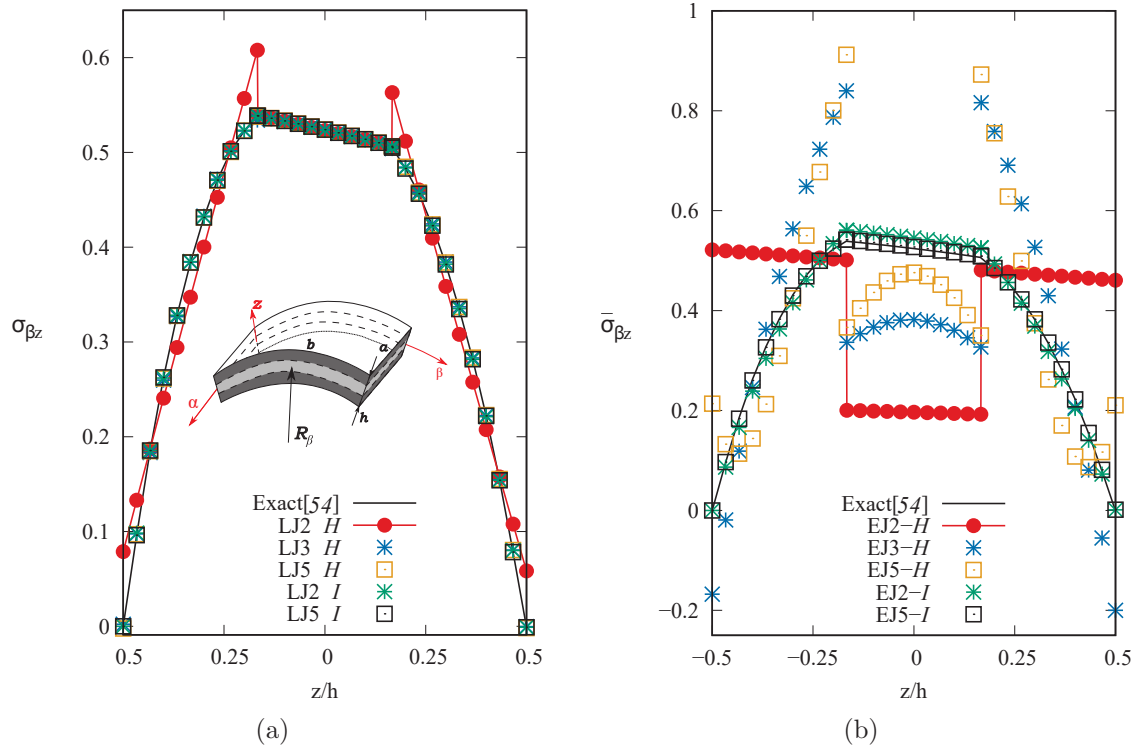 0.6
0.5
0.4
0.3
0.2
0.1
0
σβz
0.5
0.25
0
0.25
0.5
z/h
z
b
a
α
β
h
Rβ
Exact[54]
LJ2 H
LJ3 H
LJ5 H
LJ2 I
LJ5 I
(a)
1
0.8
0.6
0.4
0.2
0
−0.2
σ̄βz
−0.5
−0.25
0
0.25
0.5
z/h
Exact[54]
EJ2−H
EJ3−H
EJ5−H
EJ2−I
EJ5−I
(b)